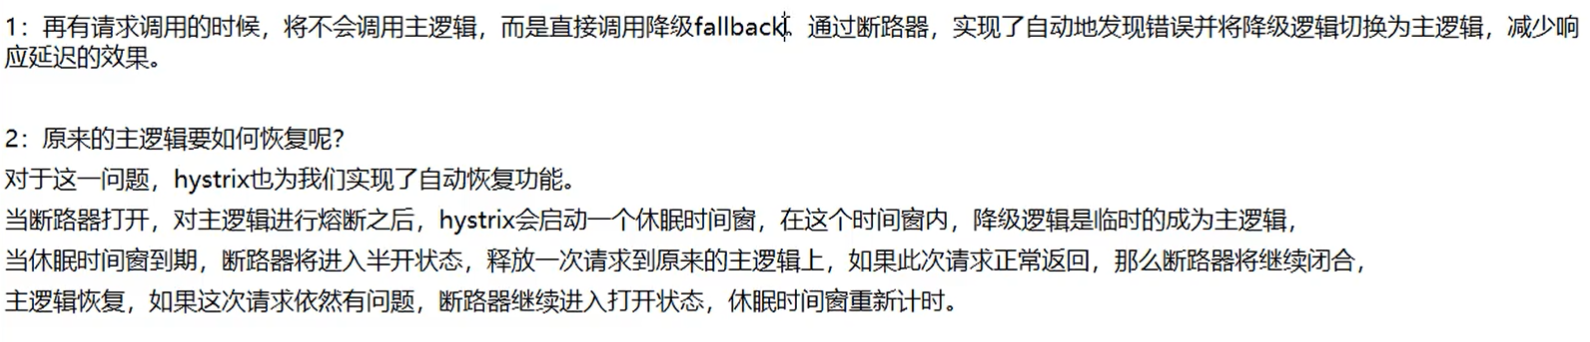 1：再有请求调用的时候，将不会调用主逻辑，而是直接调用降级fallback。通过断路器，实现了自动地发现错误并将降级逻辑切换为主逻辑，减少响
应延迟的效果。
2：原来的主逻辑要如何恢复呢？
对于这一问题，hystrix也为我们实现了自动恢复功能。
当断路器打开，对主逻辑进行熔断之后，hystrix会启动一个休眠时间窗，在这个时间窗内，降级逻辑是临时的成为主逻辑，
当休眠时间窗到期，断路器将进入半开状态，释放一次请求到原来的主逻辑上，如果此次请求正常返回，那么断路器将继续闭合，
主逻辑恢复，如果这次请求依然有问题，断路器继续进入打开状态，休眠时间窗重新计时。